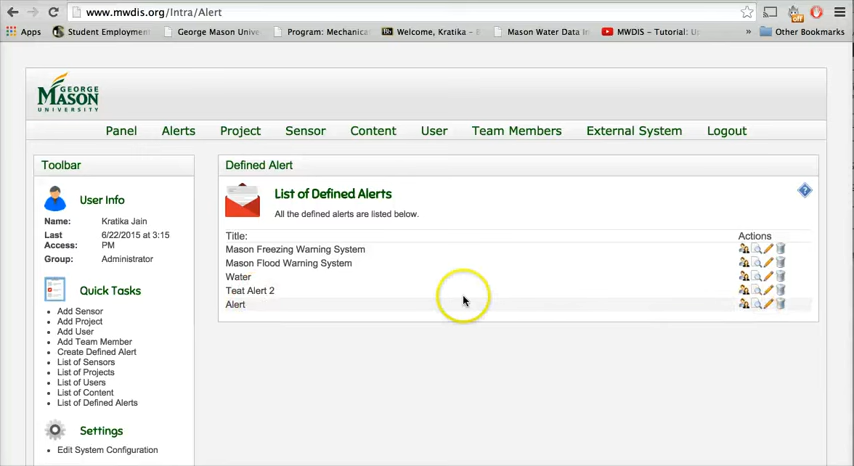 www.mwdis.org/Intra/Alert
Apps Student Employment George Mason Univ Program: Mechanica Welcome, Kratika - Mason Water Data In MWDIS - Tutorial: U » Other Bookmarks
off
GEORGE
MASON
UNIVERSITY
Panel Alerts Project Sensor Content User Team Members External System Logout
Toolbar
User Info
Name: Kratika Jain
Last Access: 6/22/2015 at 3:15 PM
Group: Administrator
Quick Tasks
Add Sensor
Add Project
Add User
Add Team Member
Create Defined Alert
List of Sensors
List of Projects
List of Users
List of Content
List of Defined Alerts
Settings
Edit System Configuration
Defined Alert
List of Defined Alerts
All the defined alerts are listed below.
?
Title: Actions
Mason Freezing Warning System
Mason Flood Warning System
Water
Teat Alert 2
Alert